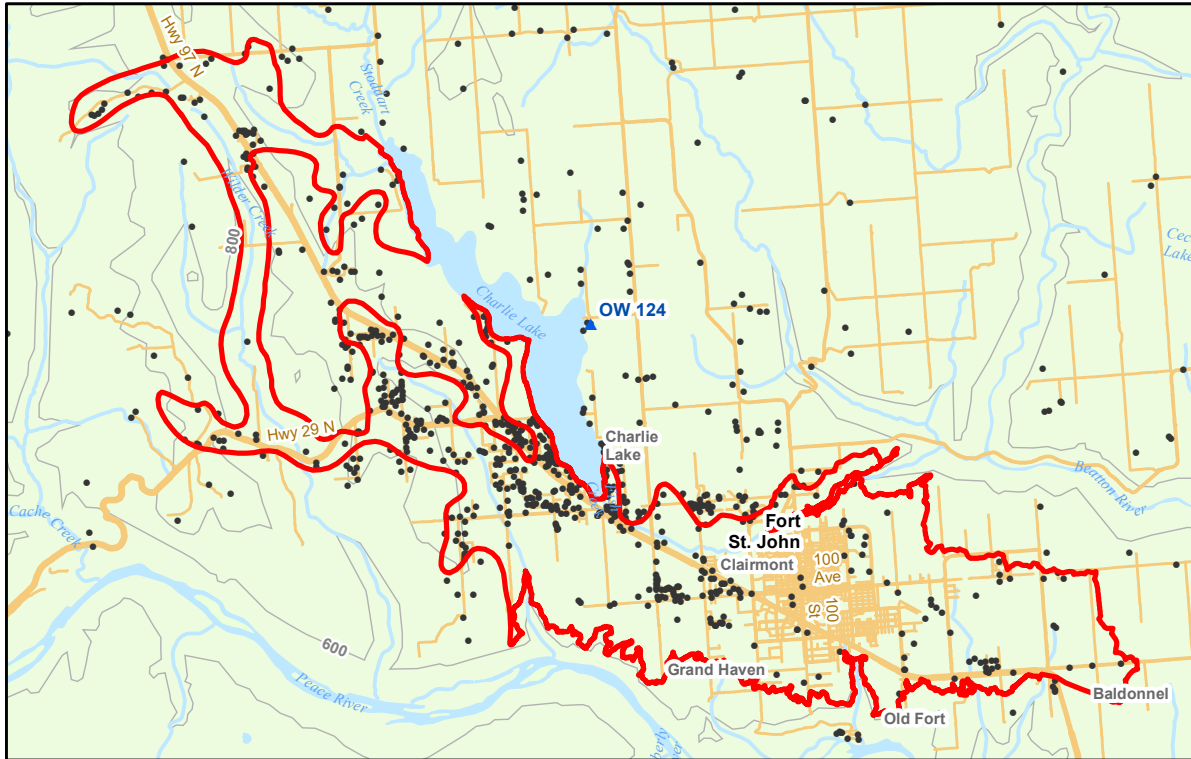 Hwy 97 N
Stoddart
Creek
Wilder Creek
800
Cec
Lake
Charlie Lake
OW 124
Hwy 29 N
Charlie
Lake
Beatton River
Cache Creek
Fort
St. John
Clairmont
100
Ave
100
St
600
Peace River
Grand Haven
Baldonnel
Old Fort